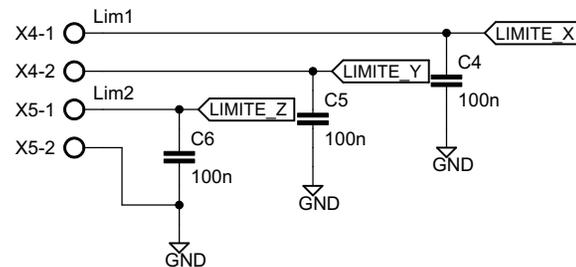 Lim1
X4-1
LIMITE_X
X4-2
LIMITE_Y
C4
100n
Lim2
X5-1
LIMITE_Z
C5
100n
X5-2
C6
100n
GND
GND
GND